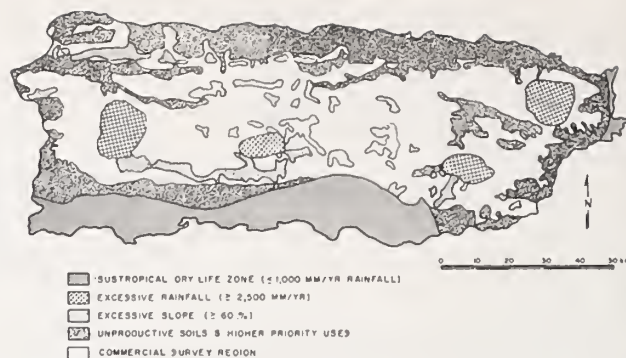 N
0 10 20 30 40 50
SUBTROPICAL DRY LIFE ZONE (≤ 1,000 MM/YR RAINFALL)
EXCESSIVE RAINFALL (≥ 2,500 MM/YR)
EXCESSIVE SLOPE (≥ 60 %)
UNPRODUCTIVE SOILS & HIGHER PRIORITY USES
COMMERCIAL SURVEY REGION